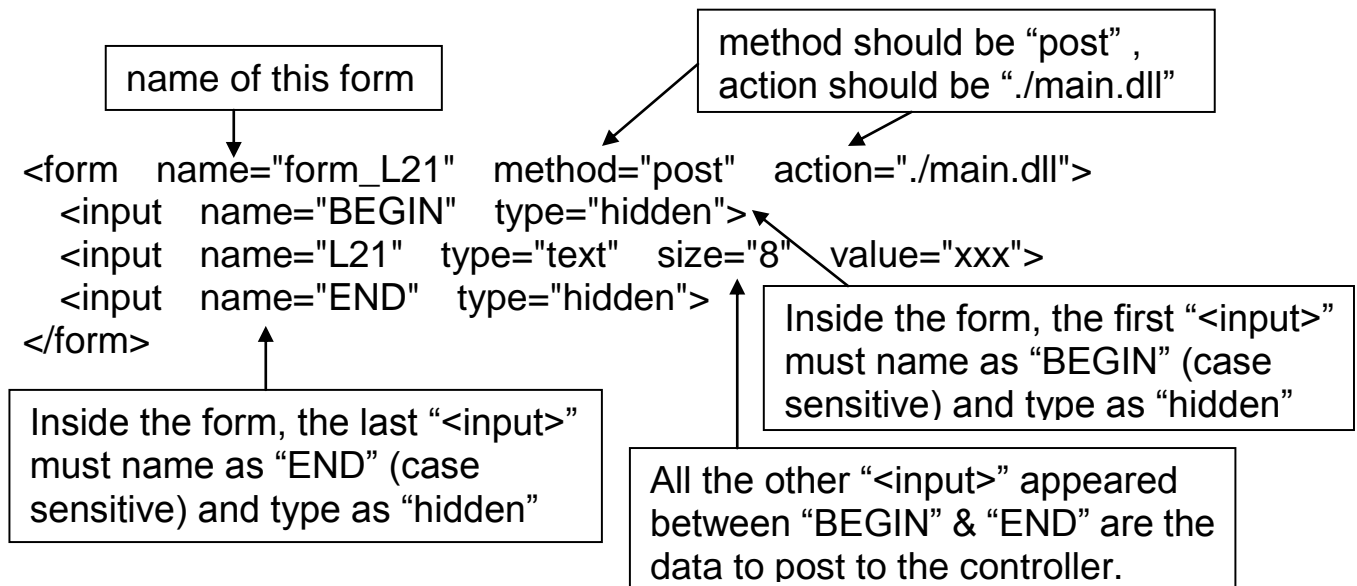 method should be “post” ,
action should be “./main.dll”
name of this form
<form name="form_L21" method="post" action="./main.dll">
<input name="BEGIN" type="hidden">
<input name="L21" type="text" size="8" value="xxx">
<input name="END" type="hidden">
</form>
Inside the form, the first “<input>”
must name as “BEGIN” (case
sensitive) and type as “hidden”
Inside the form, the last “<input>”
must name as “END” (case
sensitive) and type as “hidden”
All the other “<input>” appeared
between “BEGIN” & “END” are the
data to post to the controller.